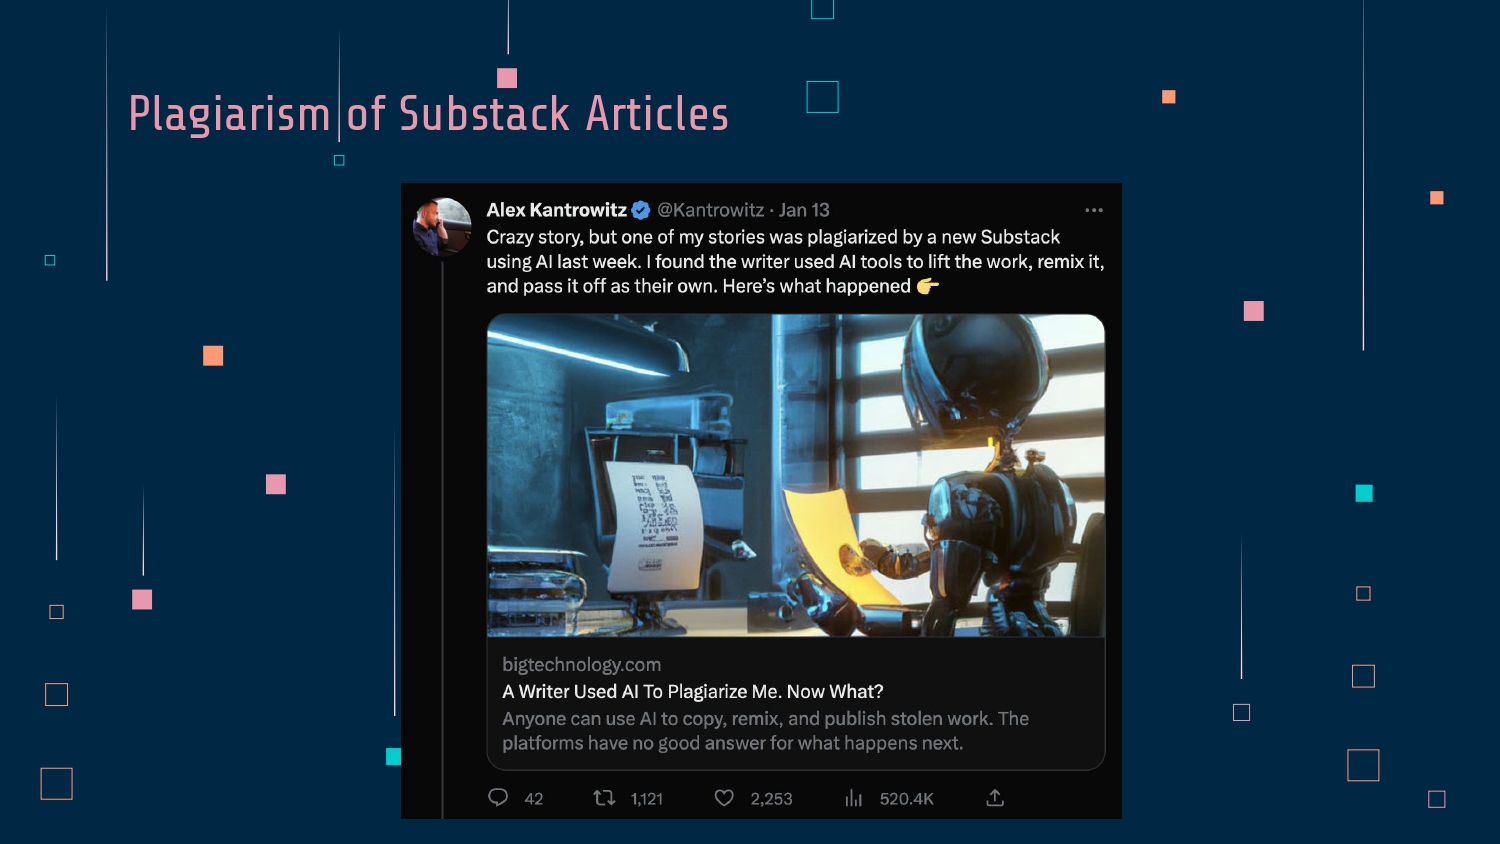 Plagiarism of Substack Articles
Alex Kantrowitz @Kantrowitz · Jan 13
Crazy story, but one of my stories was plagiarized by a new Substack
using AI last week. I found the writer used AI tools to lift the work, remix it,
and pass it off as their own. Here’s what happened 👉
bigtechnology.com
A Writer Used AI To Plagiarize Me. Now What?
Anyone can use AI to copy, remix, and publish stolen work. The
platforms have no good answer for what happens next.
42 1,121 2,253 520.4K